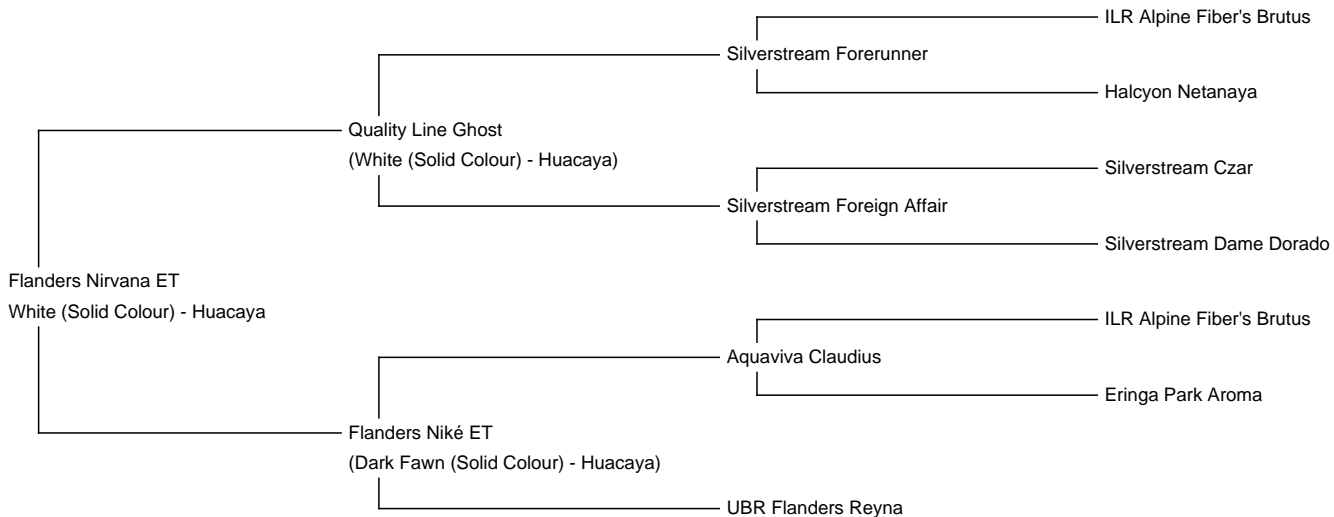 ILR Alpine Fiber's Brutus
Silverstream Forerunner
Halcyon Netanaya
Quality Line Ghost
(White (Solid Colour) - Huacaya)
Silverstream Czar
Silverstream Foreign Affair
Silverstream Dame Dorado
Flanders Nirvana ET
White (Solid Colour) - Huacaya
ILR Alpine Fiber's Brutus
Aquaviva Claudius
Eringa Park Aroma
Flanders Niké ET
(Dark Fawn (Solid Colour) - Huacaya)
UBR Flanders Reyna